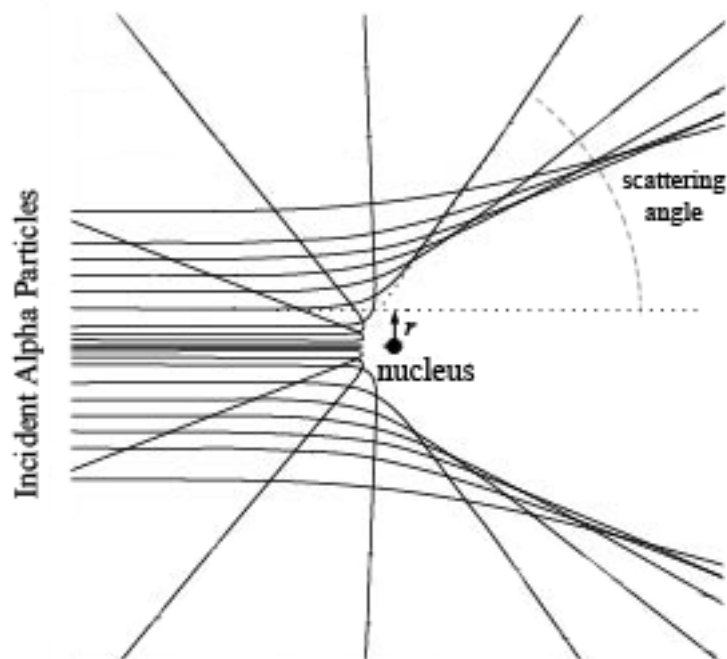 Incident Alpha Particles
scattering
angle
r
nucleus